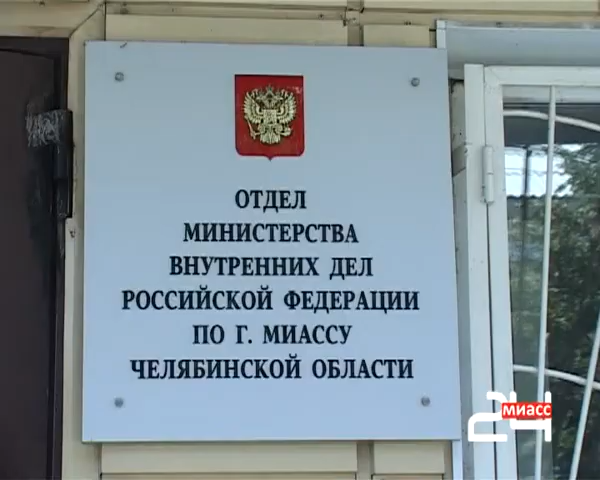 ОТДЕЛ
МИНИСТЕРСТВА
ВНУТРЕННИХ ДЕЛ
РОССИЙСКОЙ ФЕДЕРАЦИИ
ПО Г. МИАССУ
ЧЕЛЯБИНСКОЙ ОБЛАСТИ
24
МИАСС